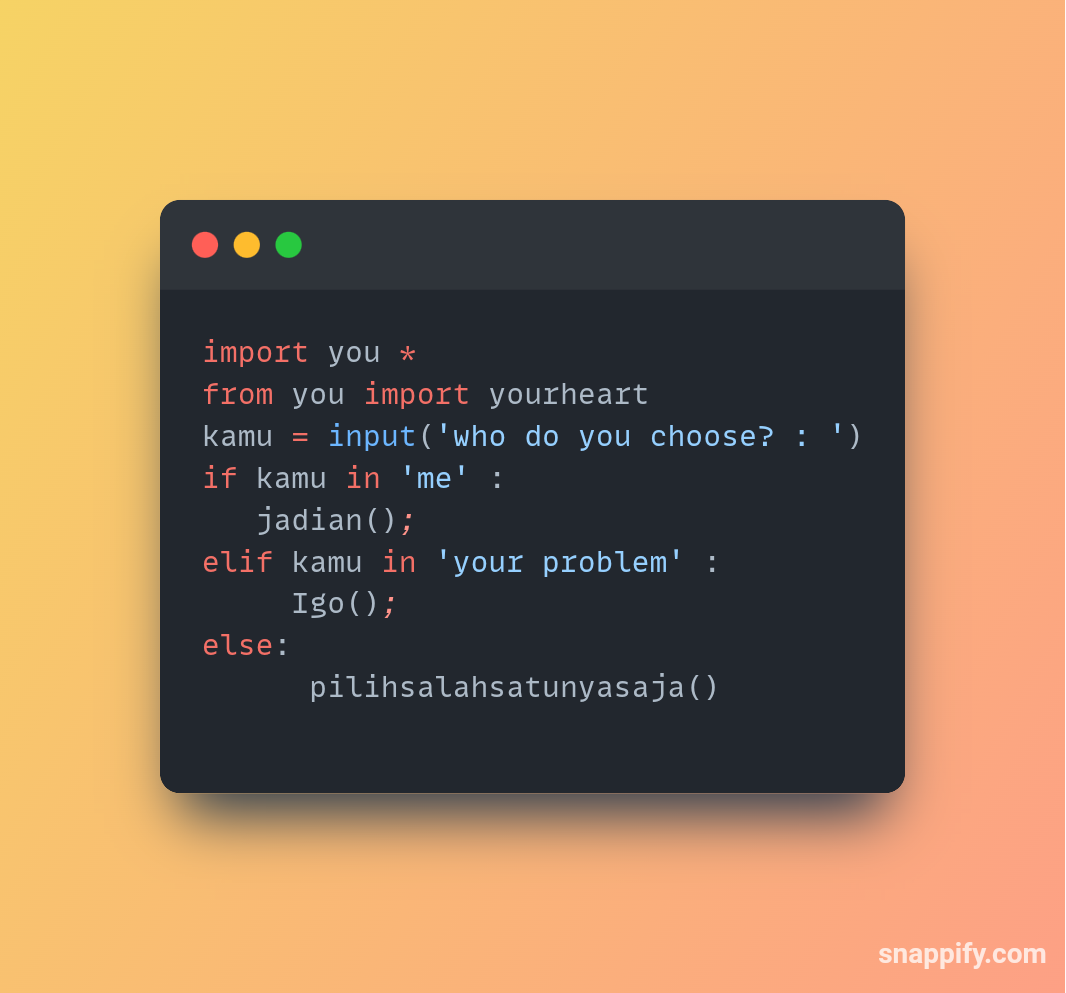 import you *
from you import yourheart
kamu = input('who do you choose? : ')
if kamu in 'me' :
   jadian();
elif kamu in 'your problem' :
     Igo();
else:
      pilihsalahsatunyasaja()
snappify.com